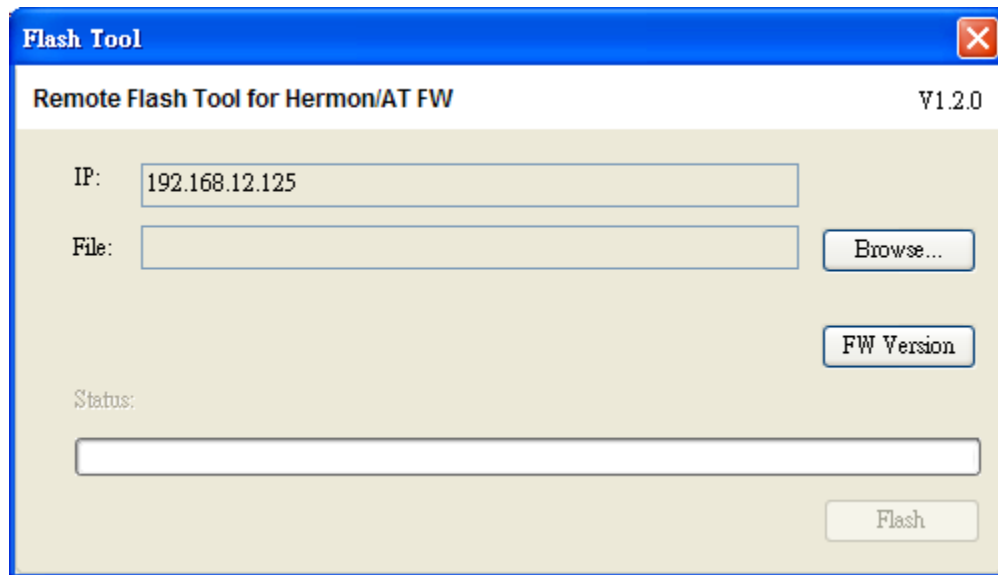 Flash Tool
Remote Flash Tool for Hermon/AT FW
V1.2.0
IP:
192.168.12.125
File:
Browse...
FW Version
Status:
Flash